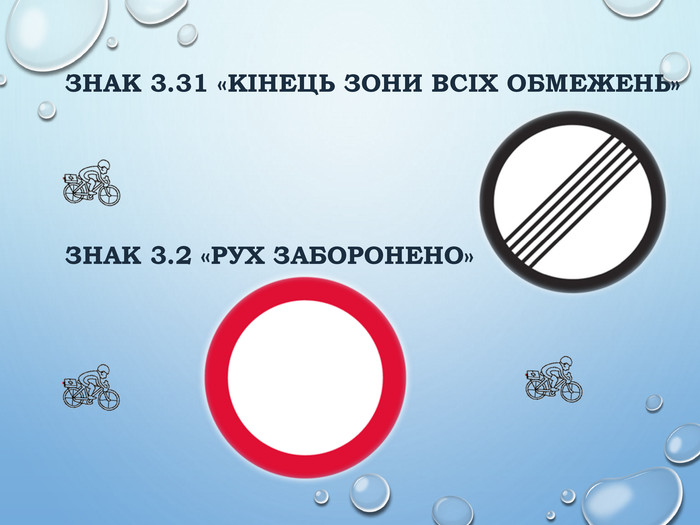 ЗНАК 3.31 «КІНЕЦЬ ЗОНИ ВСІХ ОБМЕЖЕНЬ»
ЗНАК 3.2 «РУХ ЗАБОРОНЕНО»